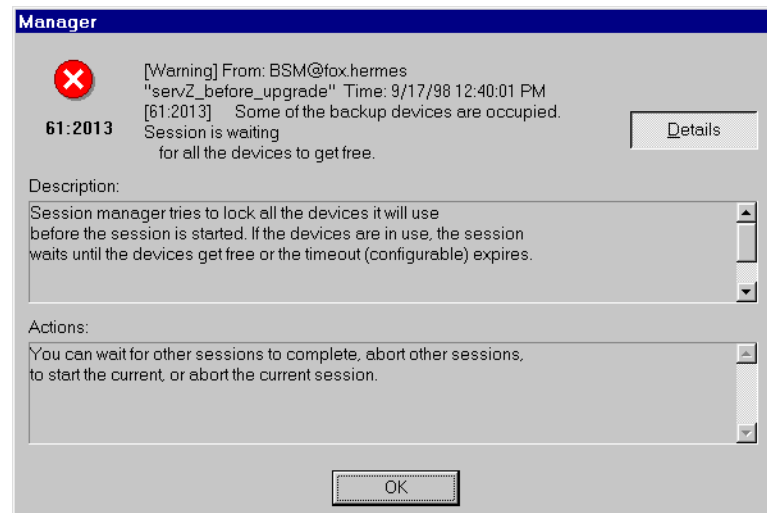 Manager
[Warning] From: BSM@fox.hermes
"servZ_before_upgrade" Time: 9/17/98 12:40:01 PM
[61:2013] Some of the backup devices are occupied.
Session is waiting
for all the devices to get free.
61:2013
Details
Description:
Session manager tries to lock all the devices it will use
before the session is started. If the devices are in use, the session
waits until the devices get free or the timeout (configurable) expires.
Actions:
You can wait for other sessions to complete, abort other sessions,
to start the current, or abort the current session.
OK